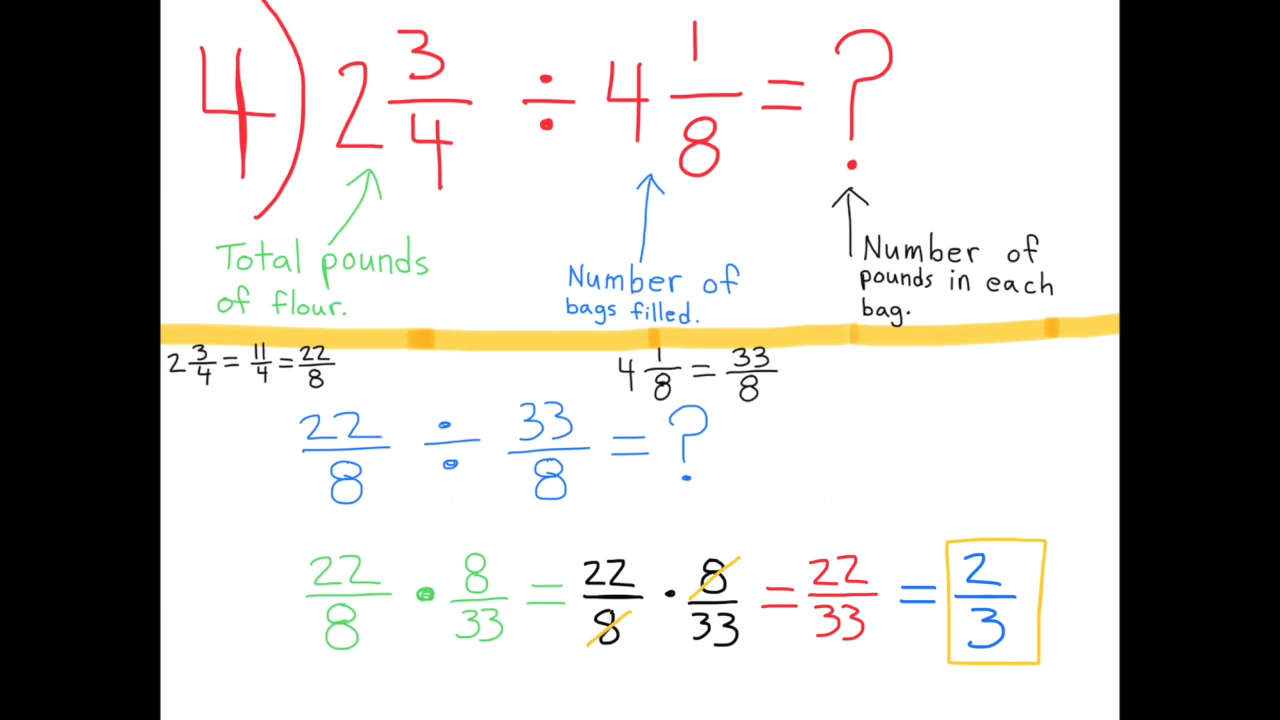 4) 2 3/4 ÷ 4 1/8 = ?
Total pounds
of flour.
Number of
bags filled.
Number of
pounds in each
bag.
2 3/4 = 11/4 = 22/8
4 1/8 = 33/8
22/8 ÷ 33/8 = ?
22/8 • 8/33 = 22/8 • 8/33 = 22/33 = 2/3